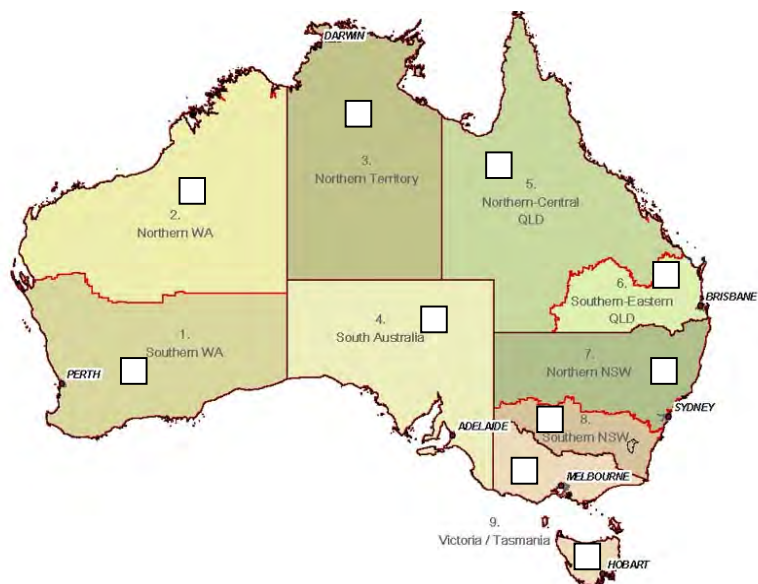 DARWIN
3.
Northern Territory
5.
Northern-Central
QLD
2.
Northern WA
6.
Southern-Eastern
QLD
BRISBANE
4.
South Australia
1.
Southern WA
7.
Northern NSW
PERTH
SYDNEY
8.
Southern NSW
ADELAIDE
MELBOURNE
9.
Victoria / Tasmania
HOBART